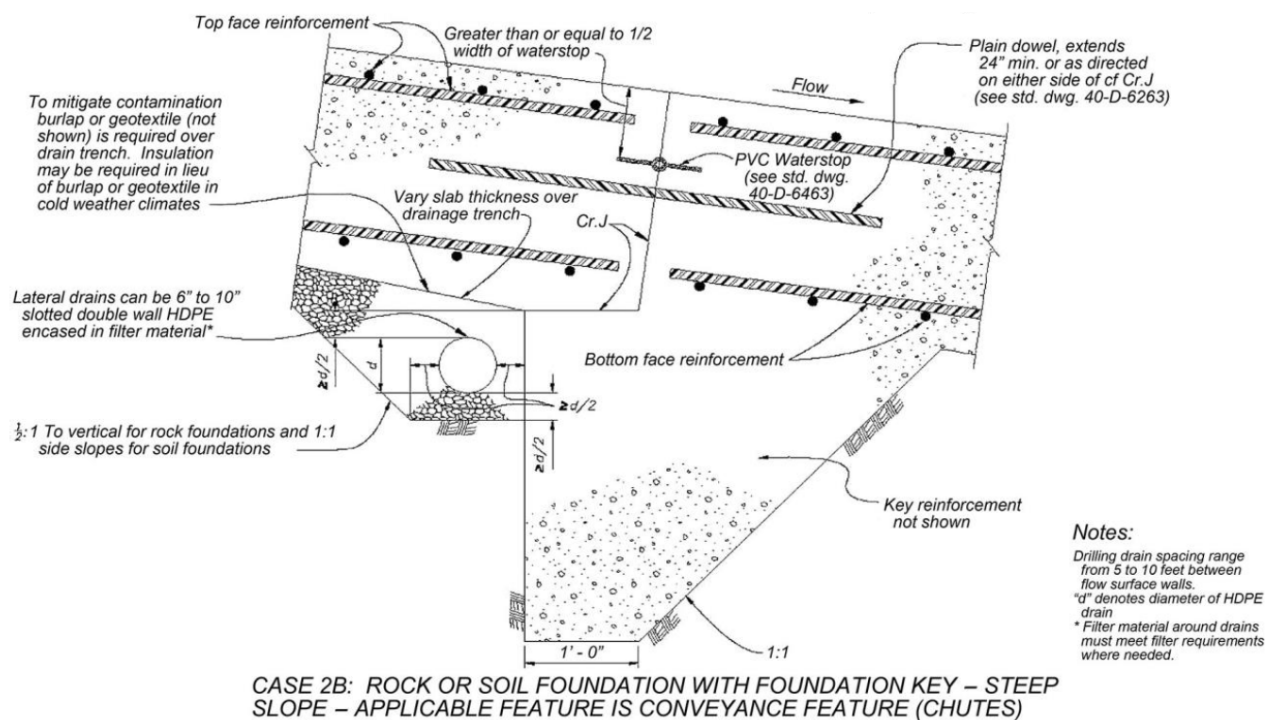 Top face reinforcement
Greater than or equal to 1/2
width of waterstop
Plain dowel, extends
24" min. or as directed
on either side of cf Cr.J
(see std. dwg. 40-D-6263)
Flow
To mitigate contamination
burlap or geotextile (not
shown) is required over
drain trench. Insulation
may be required in lieu
of burlap or geotextile in
cold weather climates
PVC Waterstop
(see std. dwg.
40-D-6463)
Vary slab thickness over
drainage trench
Cr.J
Lateral drains can be 6" to 10"
slotted double wall HDPE
encased in filter material*
Bottom face reinforcement
≥d/2
d
≥d/2
≥d/2
½:1 To vertical for rock foundations and 1:1
side slopes for soil foundations
Key reinforcement
not shown
Notes:
Drilling drain spacing range
from 5 to 10 feet between
flow surface walls.
"d" denotes diameter of HDPE
drain
* Filter material around drains
must meet filter requirements
where needed.
1' - 0"
1:1
CASE 2B: ROCK OR SOIL FOUNDATION WITH FOUNDATION KEY – STEEP
SLOPE – APPLICABLE FEATURE IS CONVEYANCE FEATURE (CHUTES)